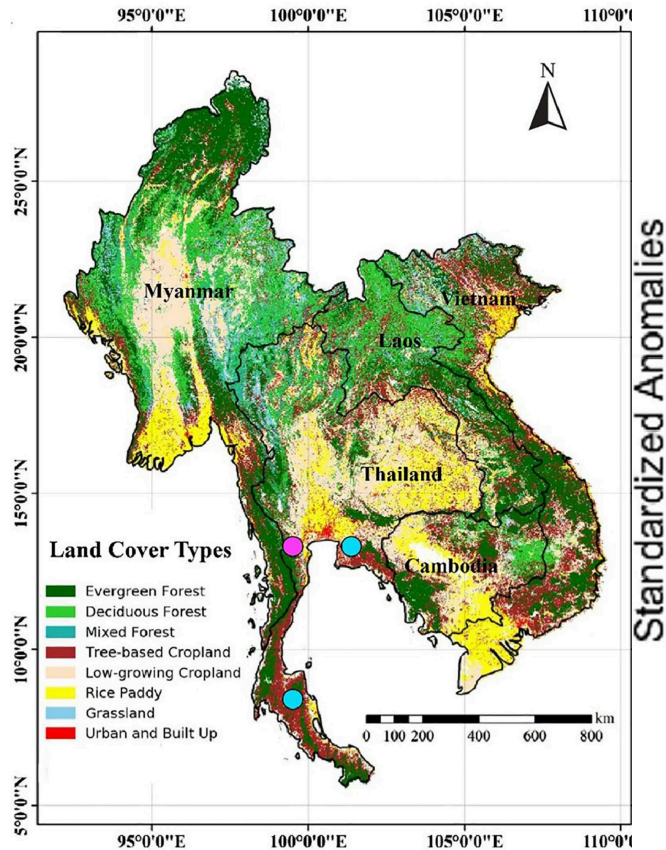 95°0'0"E 100°0'0"E 105°0'0"E 110°0
N
25°0'0"N
20°0'0"N
15°0'0"N
10°0'0"N
5°0'0"N
Myanmar
Vietnam
Laos
Thailand
Cambodia
Land Cover Types
Evergreen Forest
Deciduous Forest
Mixed Forest
Tree-based Cropland
Low-growing Cropland
Rice Paddy
Grassland
Urban and Built Up
0 100 200 400 600 800 km
95°0'0"E 100°0'0"E 105°0'0"E 110°0
Standardized Anomalies